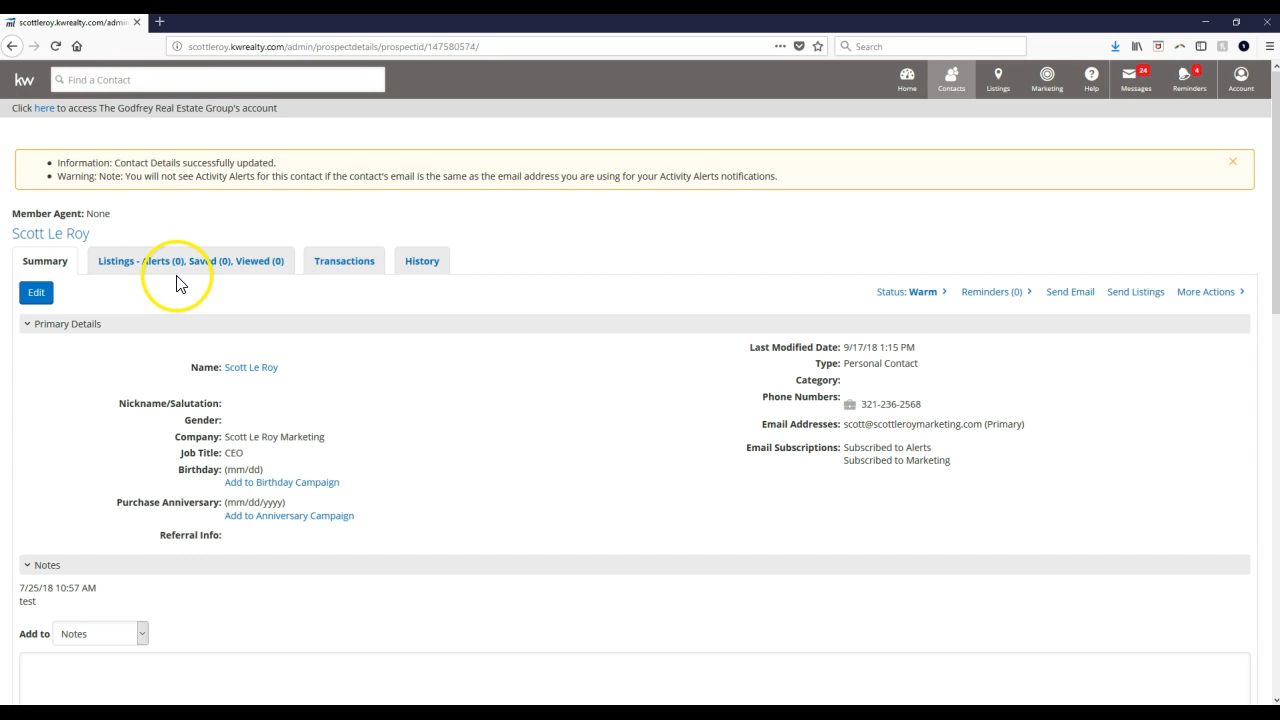 scottleroy.kwrealty.com/admin
scottleroy.kwrealty.com/admin/prospectdetails/prospectid/147580574/
Search
kw
Find a Contact
Home
Contacts
Listings
Marketing
Help
24
Messages
4
Reminders
Account
Click here to access The Godfrey Real Estate Group's account
Information: Contact Details successfully updated.
Warning: Note: You will not see Activity Alerts for this contact if the contact's email is the same as the email address you are using for your Activity Alerts notifications.
Member Agent: None
Scott Le Roy
Summary
Listings - Alerts (0), Saved (0), Viewed (0)
Transactions
History
Edit
Status: Warm
Reminders (0)
Send Email
Send Listings
More Actions
Primary Details
Name: Scott Le Roy
Nickname/Salutation:
Gender:
Company: Scott Le Roy Marketing
Job Title: CEO
Birthday: (mm/dd)
Add to Birthday Campaign
Purchase Anniversary: (mm/dd/yyyy)
Add to Anniversary Campaign
Referral Info:
Last Modified Date: 9/17/18 1:15 PM
Type: Personal Contact
Category:
Phone Numbers:
321-236-2568
Email Addresses: scott@scottleroymarketing.com (Primary)
Email Subscriptions: Subscribed to Alerts
Subscribed to Marketing
Notes
7/25/18 10:57 AM
test
Add to Notes